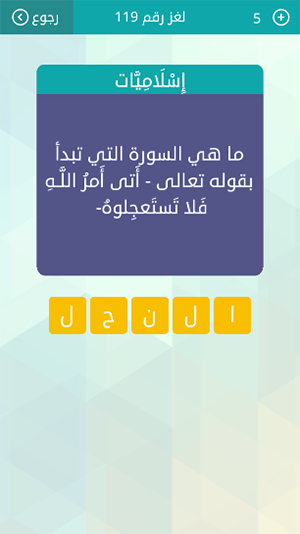 رجوع لغز رقم 119 5
إِسْلَامِيَّات
ما هي السورة التي تبدأ
بقوله تعالى - أَتى أَمرُ اللَّـهِ
فَلا تَستَعجِلوهُ-
ا ل ن ح ل